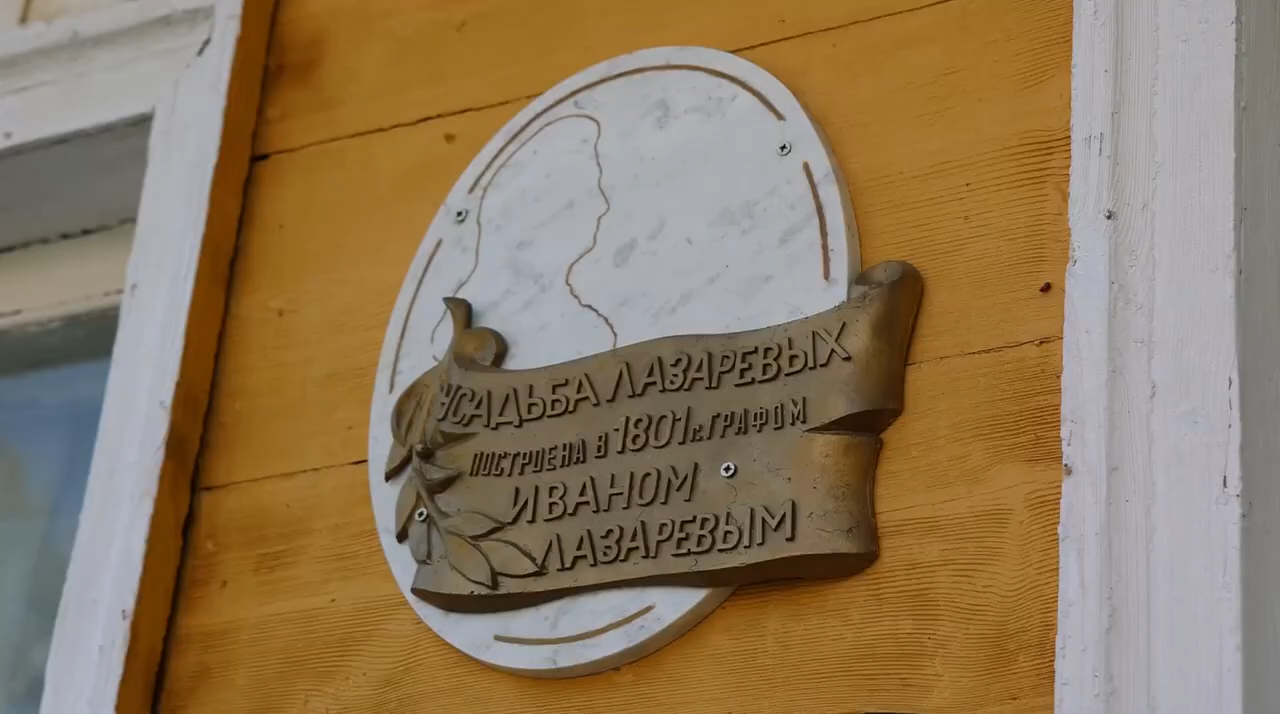 УСАДЬБА ЛАЗАРЕВЫХ
ПОСТРОЕНА В 1801г. ГРАФОМ
ИВАНОМ
ЛАЗАРЕВЫМ